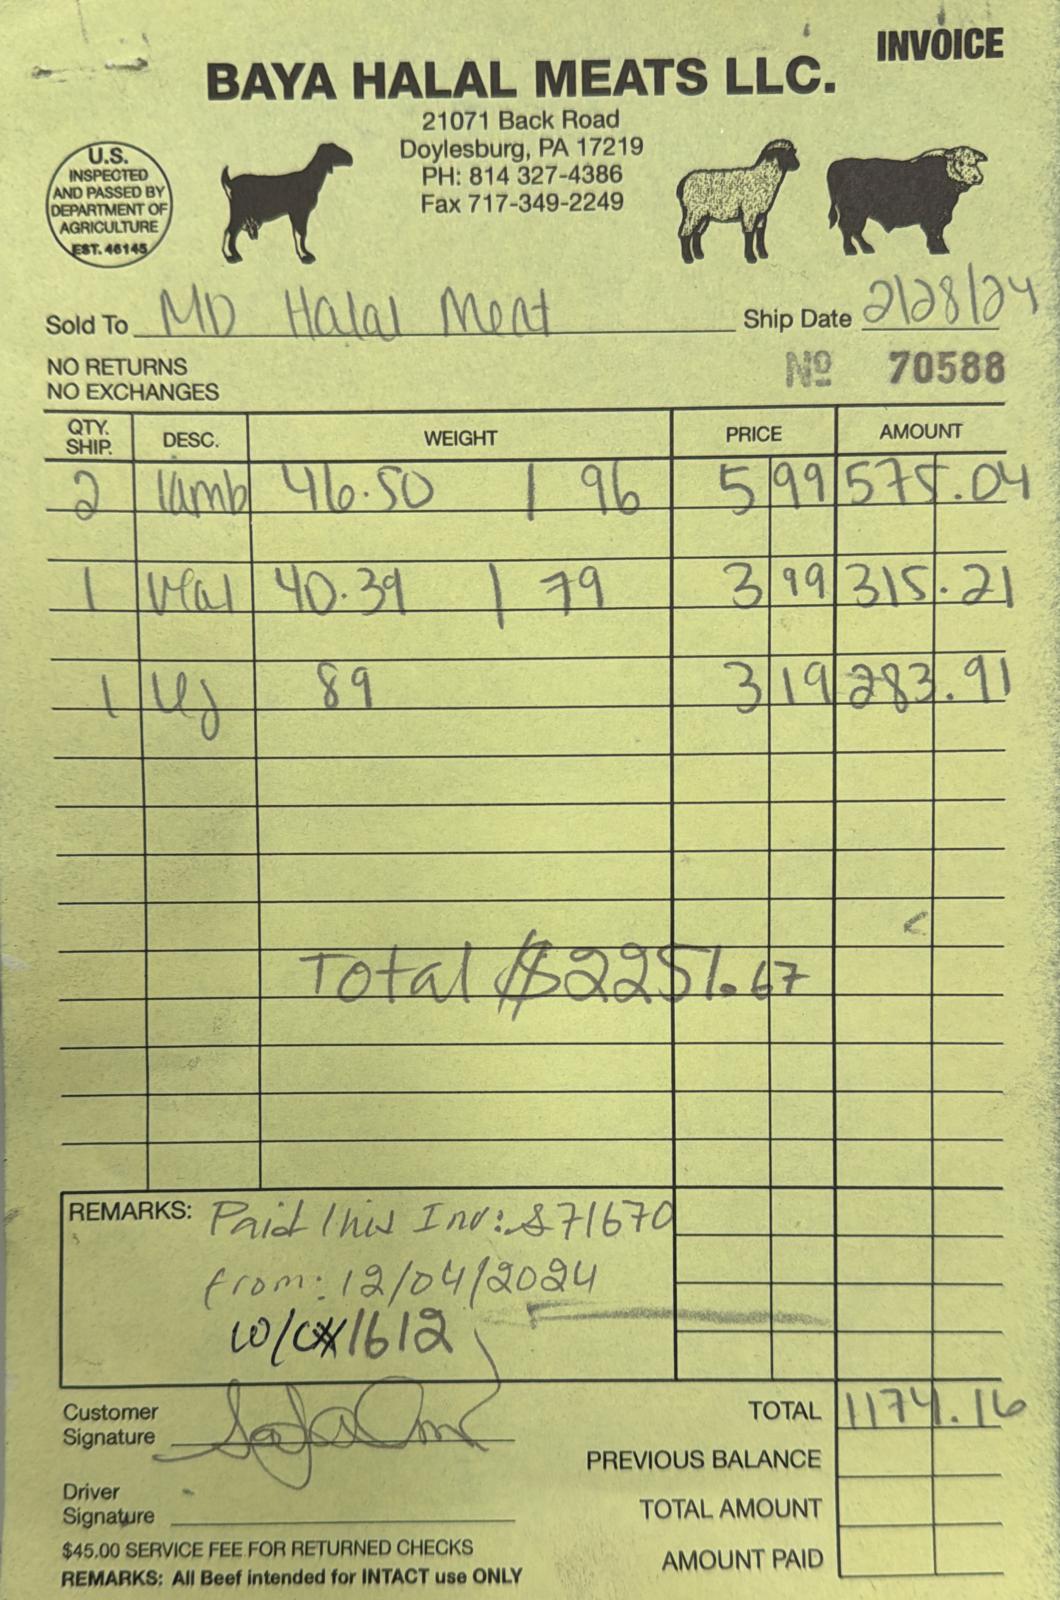 INVOICE
BAYA HALAL MEATS LLC.
21071 Back Road
Doylesburg, PA 17219
PH: 814 327-4386
Fax 717-349-2249
U.S.
INSPECTED
AND PASSED BY
DEPARTMENT OF
AGRICULTURE
EST. 46145
Sold To MD Halal Meat Ship Date 2/28/24
NO RETURNS
NO EXCHANGES
№ 70588
QTY. SHIP. DESC. WEIGHT PRICE AMOUNT
2 lamb 46.50 | 96 5 99 575.04
1 Veal 40.39 | 79 3 99 315.21
1 89 3 19 283.91
Total $2251.67
REMARKS: Paid this Inv: & 71670
from: 12/04/2024
w/ck 1612
Customer
Signature
TOTAL 1174.16
PREVIOUS BALANCE
Driver
Signature
TOTAL AMOUNT
$45.00 SERVICE FEE FOR RETURNED CHECKS
AMOUNT PAID
REMARKS: All Beef intended for INTACT use ONLY